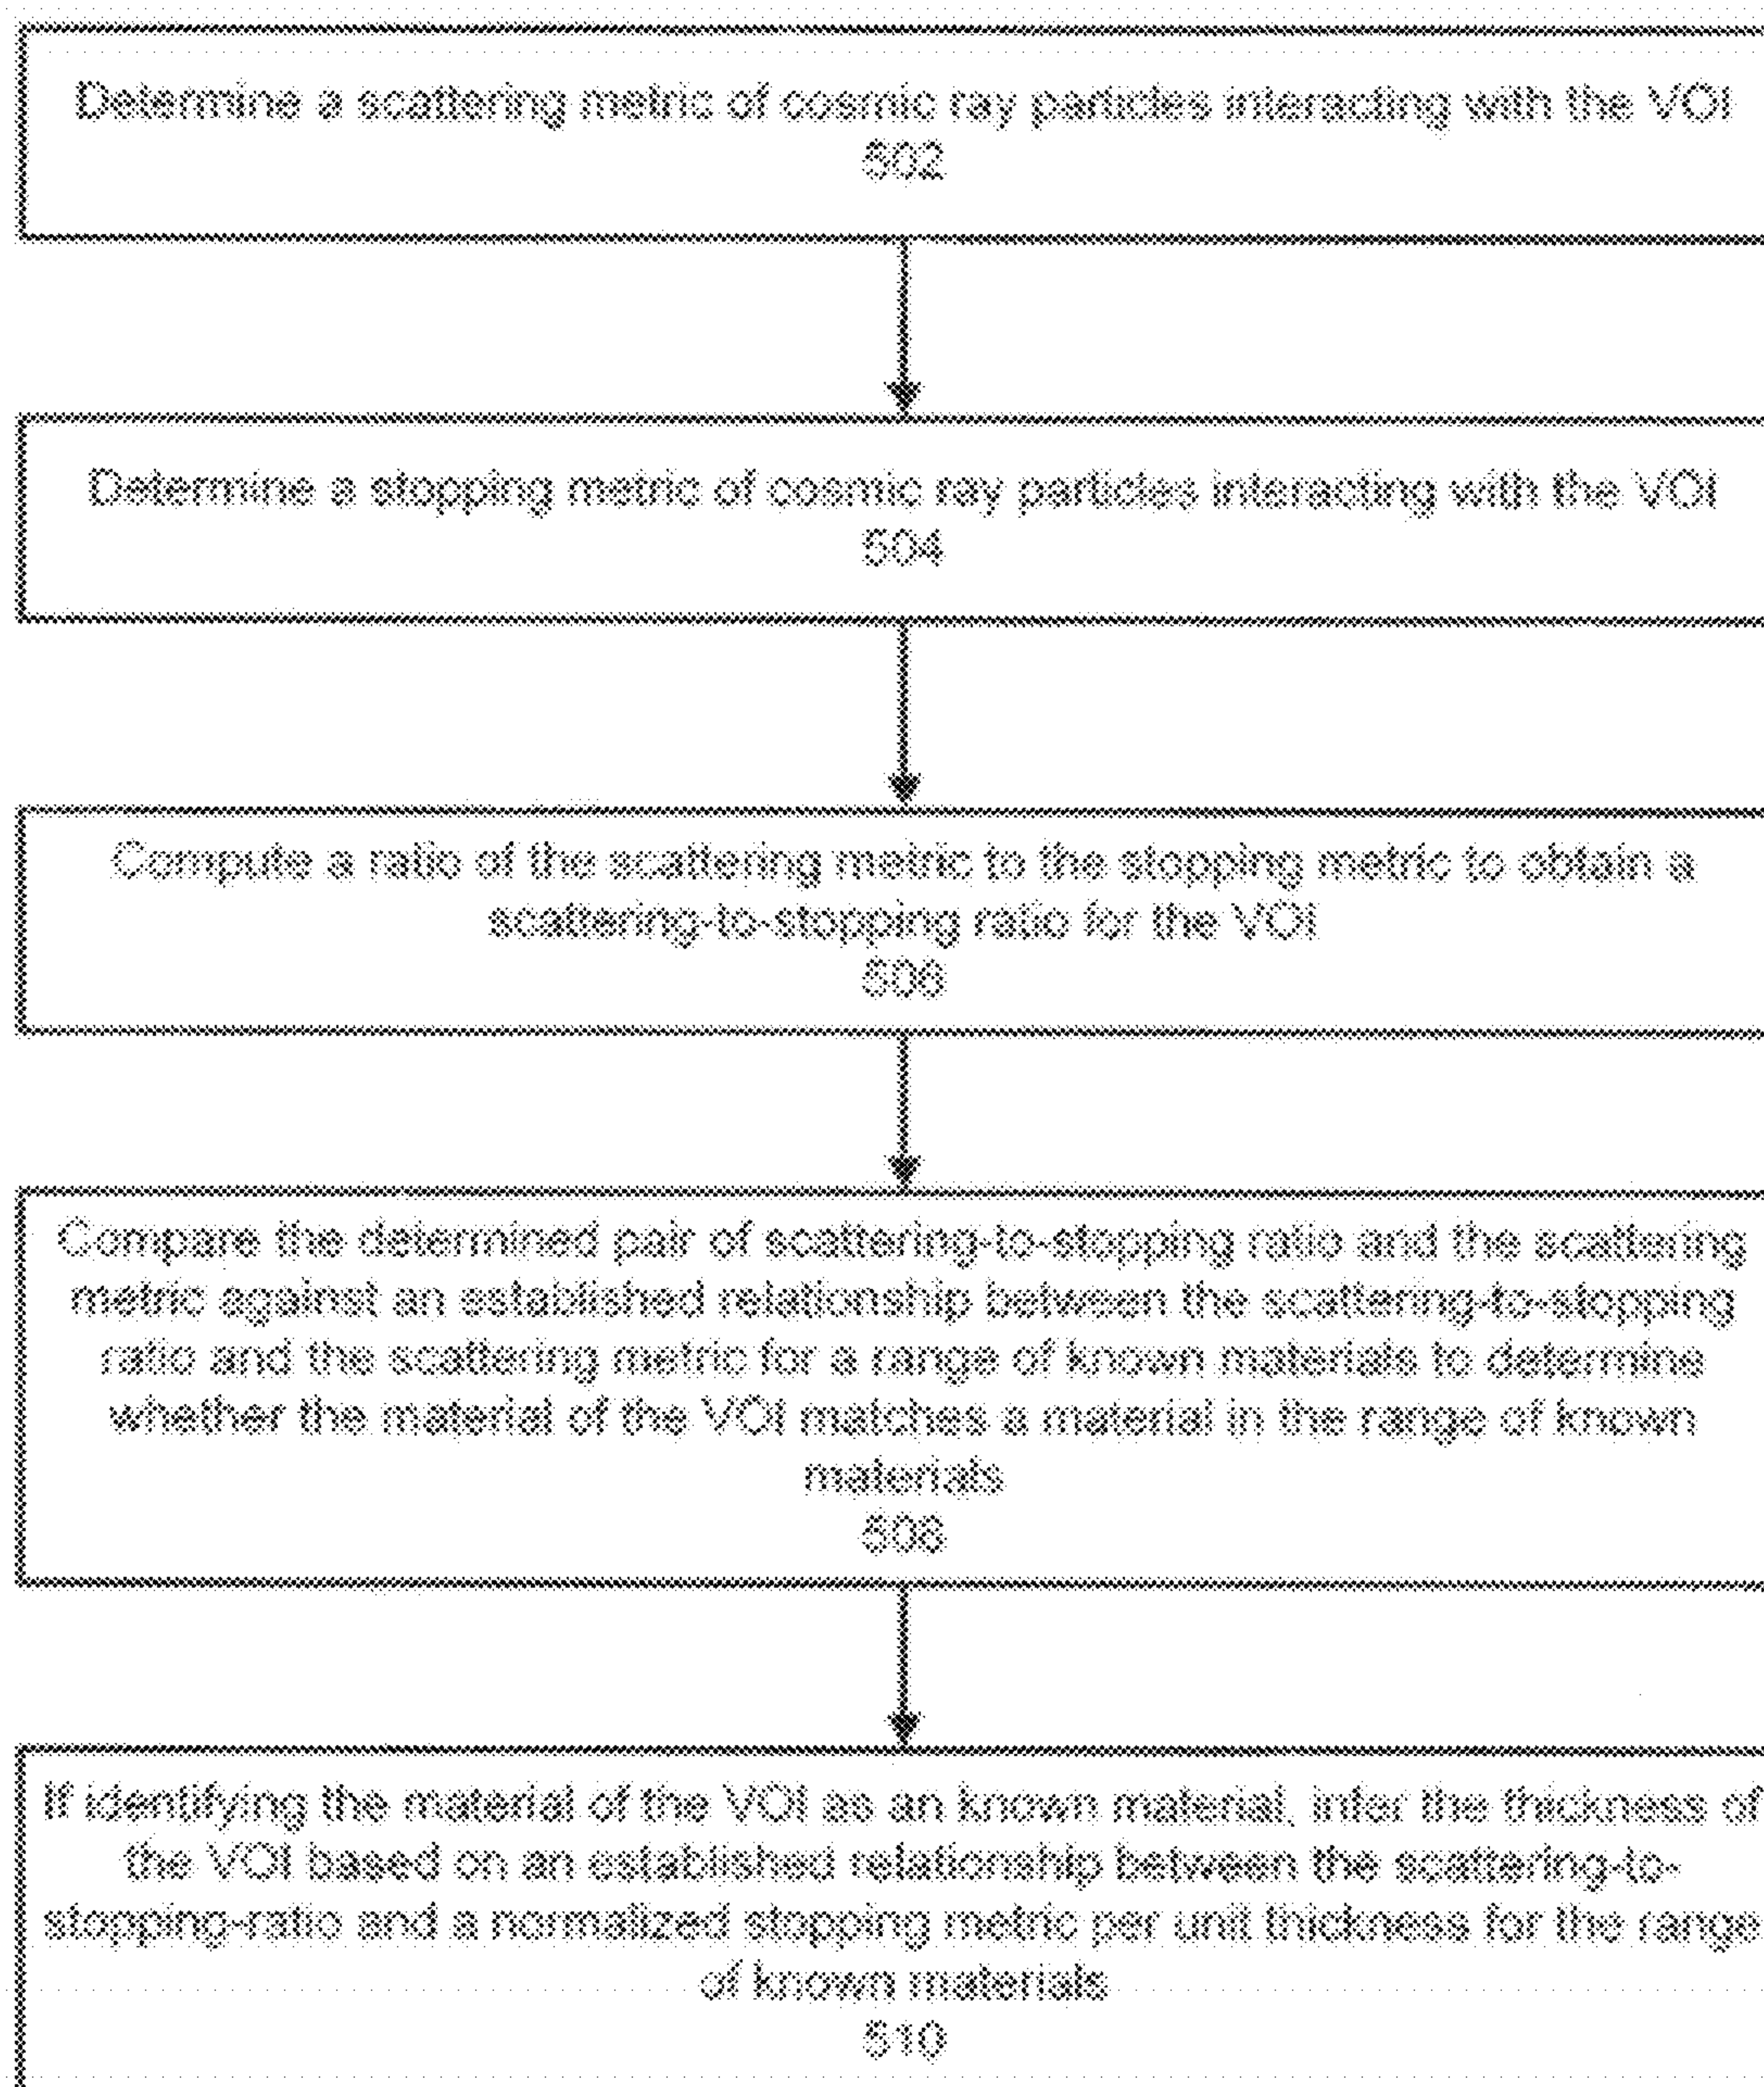 Determine a scattering metric of cosmic ray particles interacting with the VOI
502
Determine a stopping metric of cosmic ray particles interacting with the VOI
504
Compute a ratio of the scattering metric to the stopping metric to obtain a
scattering-to-stopping ratio for the VOI
506
Compare the determined pair of scattering-to-stopping ratio and the scattering
metric against an established relationship between the scattering-to-stopping
ratio and the scattering metric for a range of known materials to determine
whether the material of the VOI matches a material in the range of known
materials
508
If identifying the material of the VOI as an known material, infer the thickness of
the VOI based on an established relationship between the scattering-to-
stopping-ratio and a normalized stopping metric per unit thickness for the range
of known materials
510